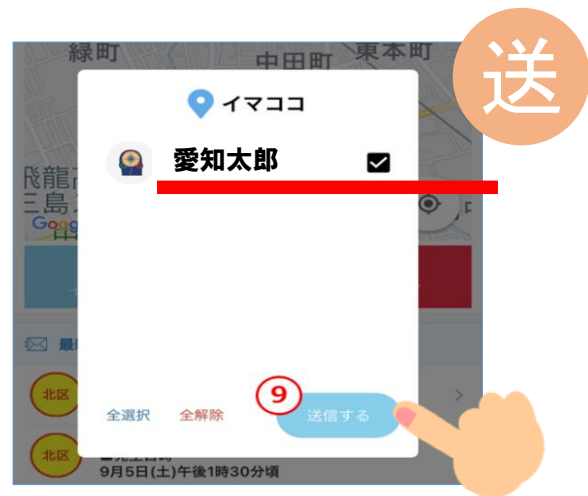 送
緑町
中田町
東本町
イマココ
愛知太郎
飛龍
三島
Goog
最
北区
⑨
全選択
全解除
送信する
北区
9月5日(土)午後1時30分頃